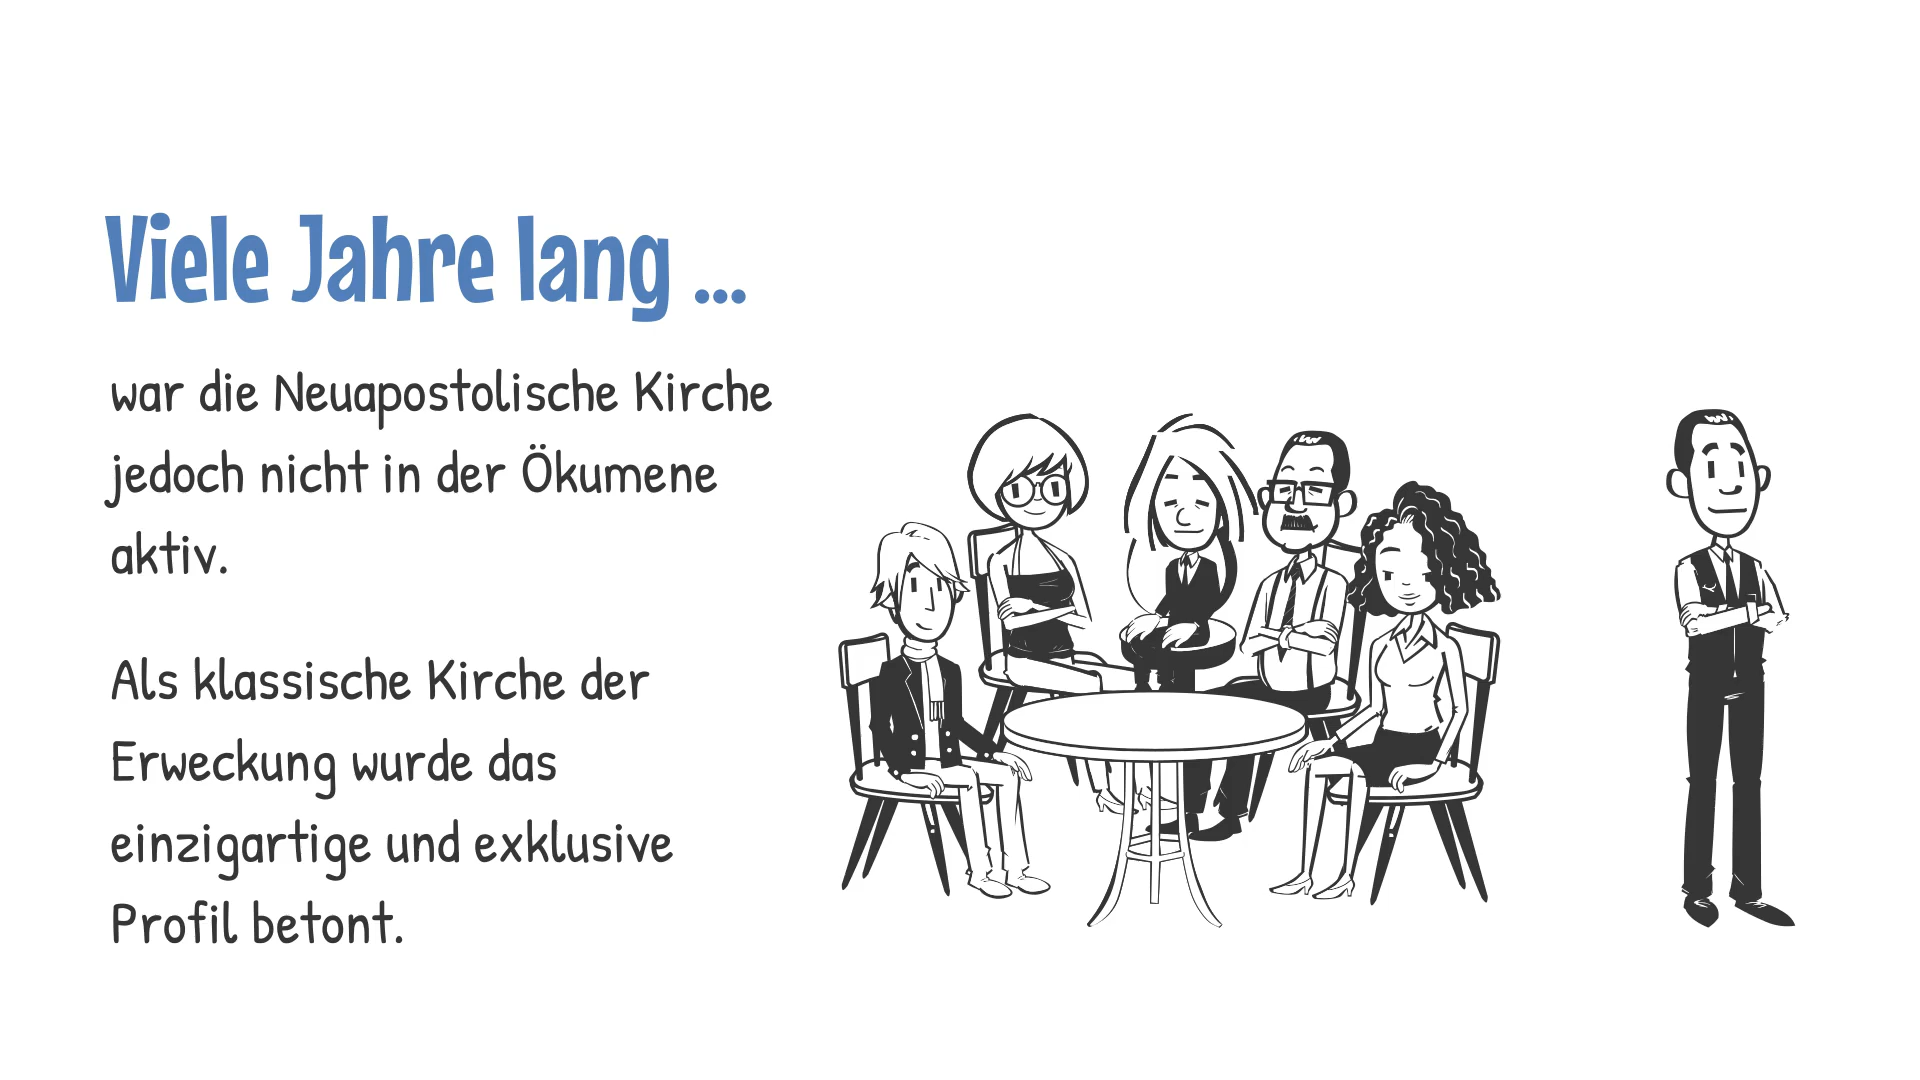 Viele Jahre lang ...
war die Neuapostolische Kirche
jedoch nicht in der Ökumene
aktiv.
Als klassische Kirche der
Erweckung wurde das
einzigartige und exklusive
Profil betont.